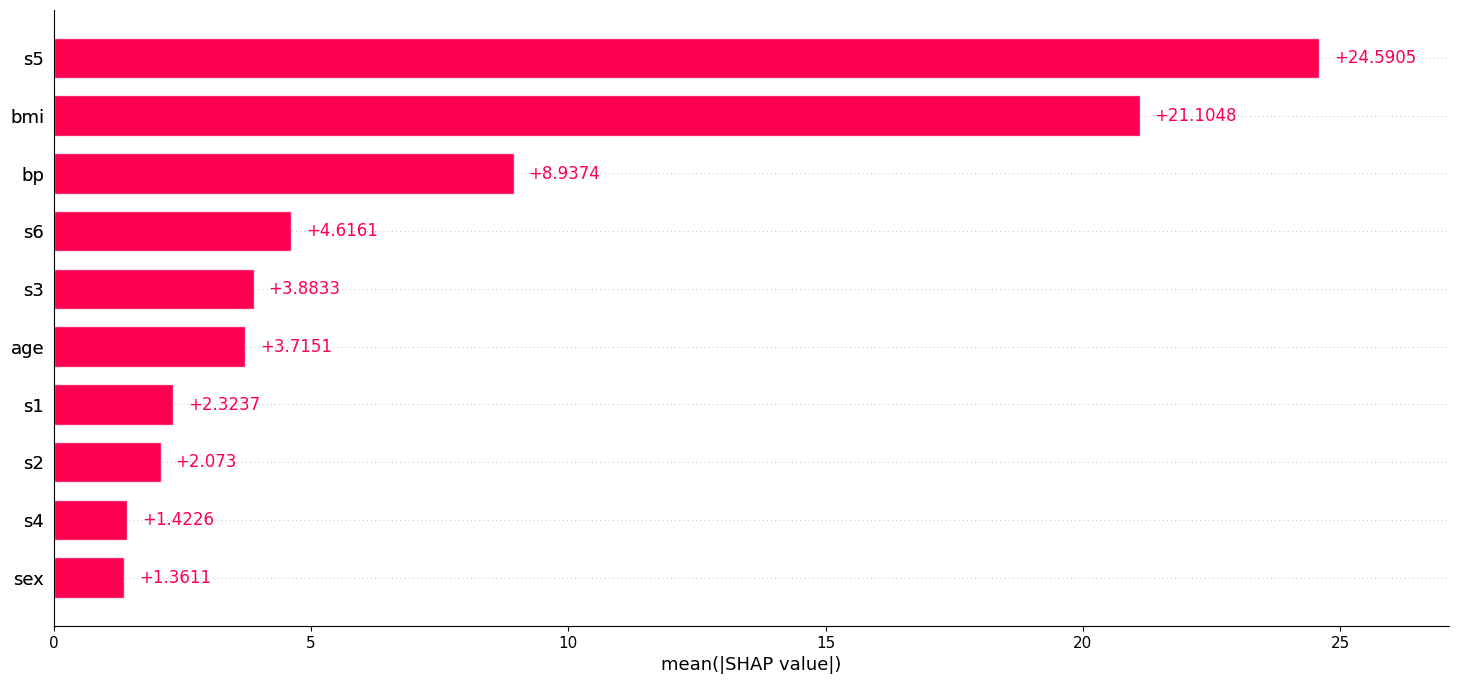 s5 +24.5905
bmi +21.1048
bp +8.9374
s6 +4.6161
s3 +3.8833
age +3.7151
s1 +2.3237
s2 +2.073
s4 +1.4226
sex +1.3611
0 5 10 15 20 25
mean(|SHAP value|)